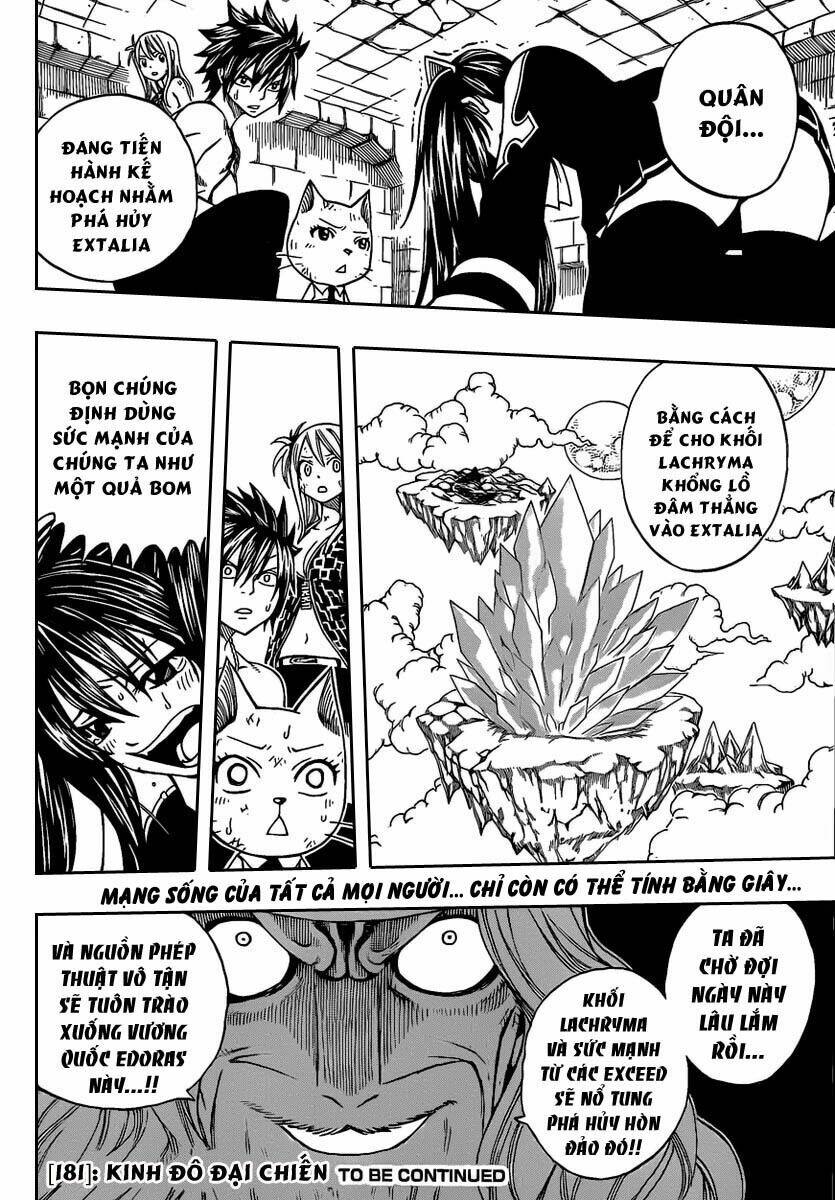 QUÂN
ĐỘI...
ĐANG TIẾN
HÀNH KẾ
HOẠCH NHẰM
PHÁ HỦY
EXTALIA
BẰNG CÁCH
ĐỂ CHO KHỐI
LACHRYMA
KHỔNG LỒ
ĐÂM THẲNG
VÀO EXTALIA
BỌN CHÚNG
ĐỊNH DÙNG
SỨC MẠNH CỦA
CHÚNG TA NHƯ
MỘT QUẢ BOM
MẠNG SỐNG CỦA TẤT CẢ MỌI NGƯỜI... CHỈ CÒN CÓ THỂ TÍNH BẰNG GIÂY...
TA ĐÃ
CHỜ ĐỢI
NGÀY NÀY
LÂU LẮM
RỒI...
KHỐI
LACHRYMA
VÀ SỨC MẠNH
TỪ CÁC EXCEED
SẼ NỔ TUNG
PHÁ HỦY HÒN
ĐẢO ĐÓ!!
VÀ NGUỒN PHÉP
THUẬT VÔ TẬN
SẼ TUÔN TRÀO
XUỐNG VƯƠNG
QUỐC EDORAS
NÀY...!!
[181]: KINH ĐÔ ĐẠI CHIẾN TO BE CONTINUED